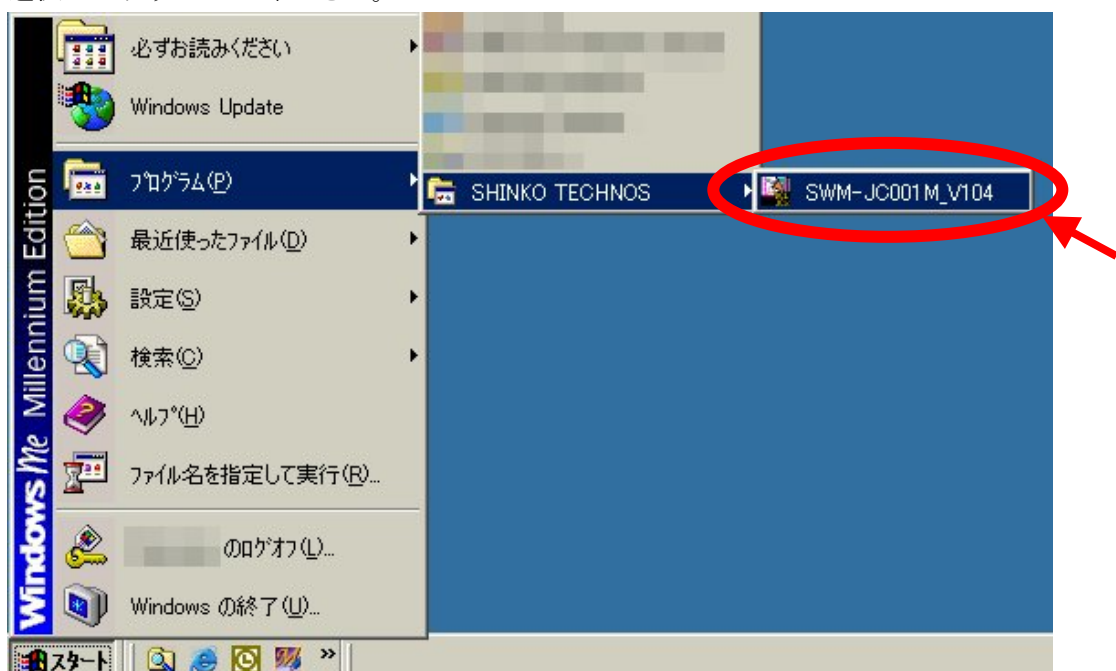 必ずお読みください
Windows Update
ﾌﾟﾛｸﾞﾗﾑ(P)
SHINKO TECHNOS
SWM-JC001M_V104
最近使ったﾌｧｲﾙ(D)
設定(S)
検索(C)
ﾍﾙﾌﾟ(H)
ﾌｧｲﾙ名を指定して実行(R)...
のﾛｸﾞｵﾌ(L)...
Windows の終了(U)...
Windows Me Millennium Edition
ｽﾀｰﾄ
»